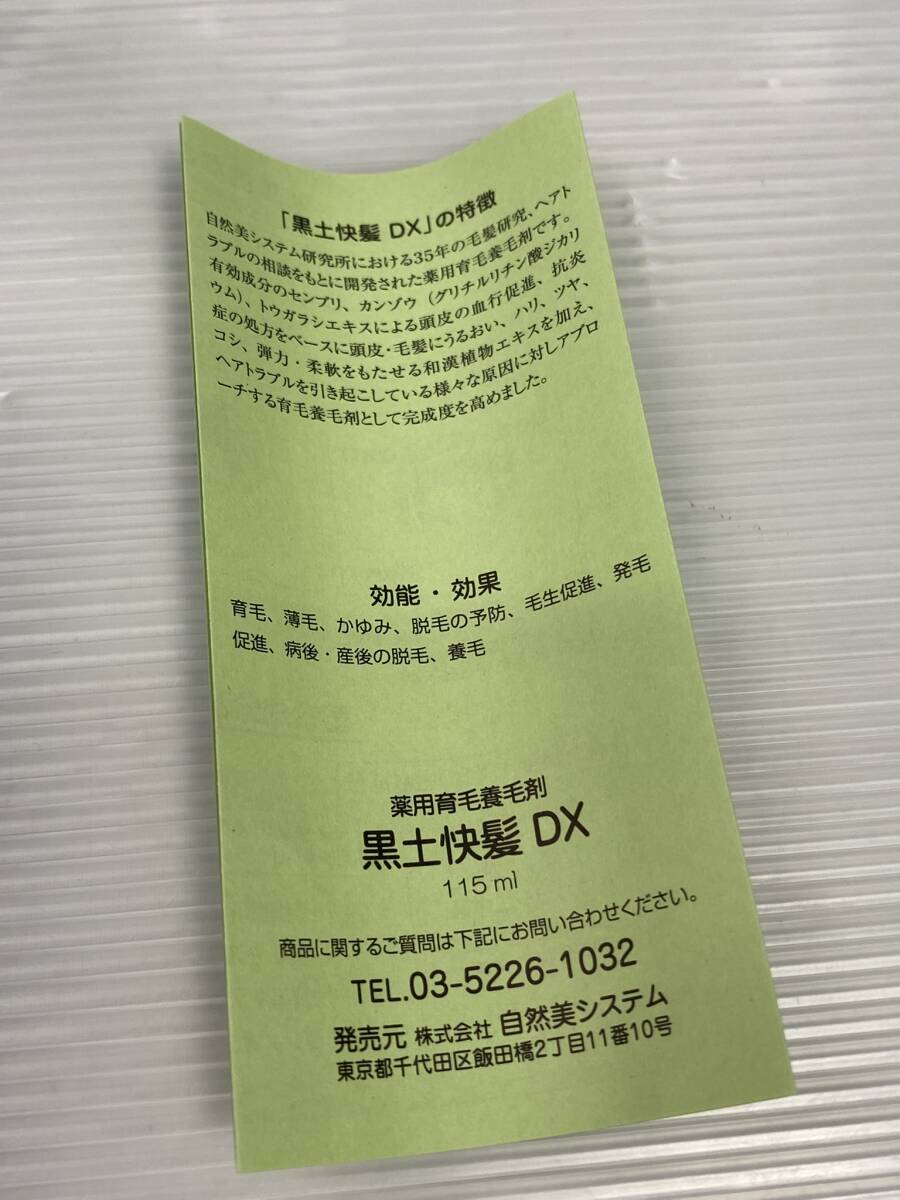 「黒土快髪 DX」の特徴
自然美システム研究所における35年の毛髪研究、ヘアト
ラブルの相談をもとに開発された薬用育毛養毛剤です。
有効成分のセンブリ、カンゾウ（グリチルリチン酸ジカリ
ウム）、トウガラシエキスによる頭皮の血行促進、抗炎
症の処方をベースに頭皮・毛髪にうるおい、ハリ、ツヤ、
コシ、弾力・柔軟をもたせる和漢植物エキスを加え、
ヘアトラブルを引き起こしている様々な原因に対しアプロ
ーチする育毛養毛剤として完成度を高めました。
効能・効果
育毛、薄毛、かゆみ、脱毛の予防、毛生促進、発毛
促進、病後・産後の脱毛、養毛
薬用育毛養毛剤
黒土快髪 DX
115 ml
商品に関するご質問は下記にお問い合わせください。
TEL.03-5226-1032
発売元 株式会社 自然美システム
東京都千代田区飯田橋2丁目11番10号